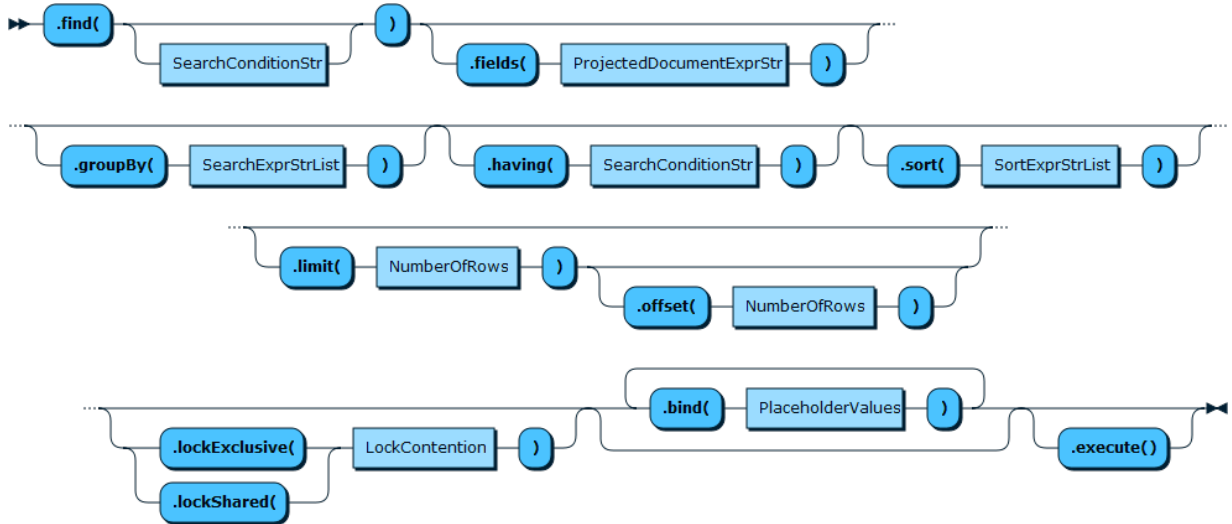 .find( )
SearchConditionStr .fields( ProjectedDocumentExprStr )
.groupBy( SearchExprStrList ) .having( SearchConditionStr ) .sort( SortExprStrList )
.limit( NumberOfRows )
.offset( NumberOfRows )
.bind( PlaceholderValues )
.lockExclusive( LockContention ) .execute()
.lockShared(